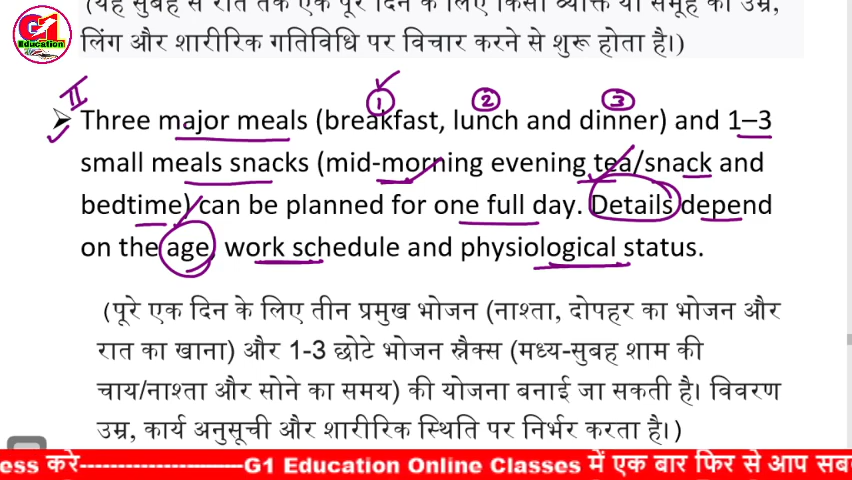 (यह सुबह से रात तक एक पूरे दिन के लिए किसी व्यक्ति या समूह की उम्र,
लिंग और शारीरिक गतिविधि पर विचार करने से शुरू होता है।)
G1
Education
II
1 2 3
➢ Three major meals (breakfast, lunch and dinner) and 1–3
small meals snacks (mid-morning evening tea/snack and
bedtime) can be planned for one full day. Details depend
on the age, work schedule and physiological status.
(पूरे एक दिन के लिए तीन प्रमुख भोजन (नाश्ता, दोपहर का भोजन और
रात का खाना) और 1-3 छोटे भोजन स्नैक्स (मध्य-सुबह शाम की
चाय/नाश्ता और सोने का समय) की योजना बनाई जा सकती है। विवरण
उम्र, कार्य अनुसूची और शारीरिक स्थिति पर निर्भर करता है।)
ess करे-----------------------G1 Education Online Classes में एक बार फिर से आप सब